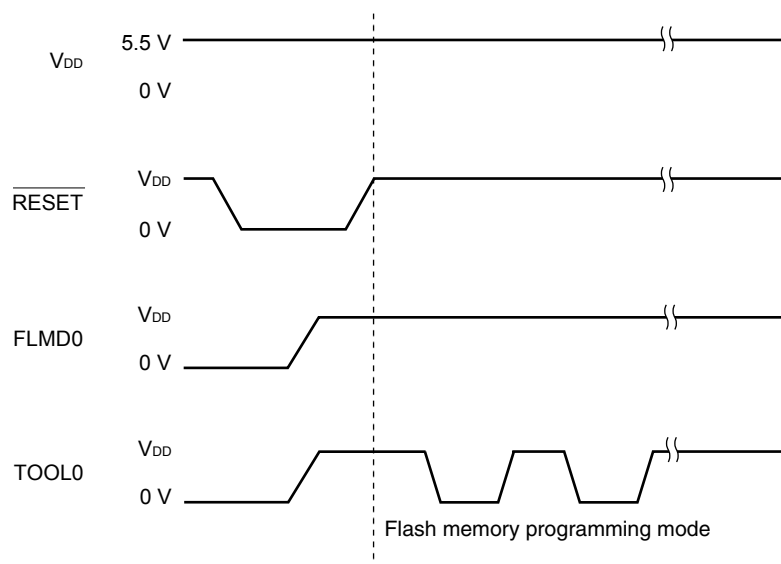 5.5 V
VDD
0 V
VDD
RESET
0 V
VDD
FLMD0
0 V
VDD
TOOL0
0 V
Flash memory programming mode